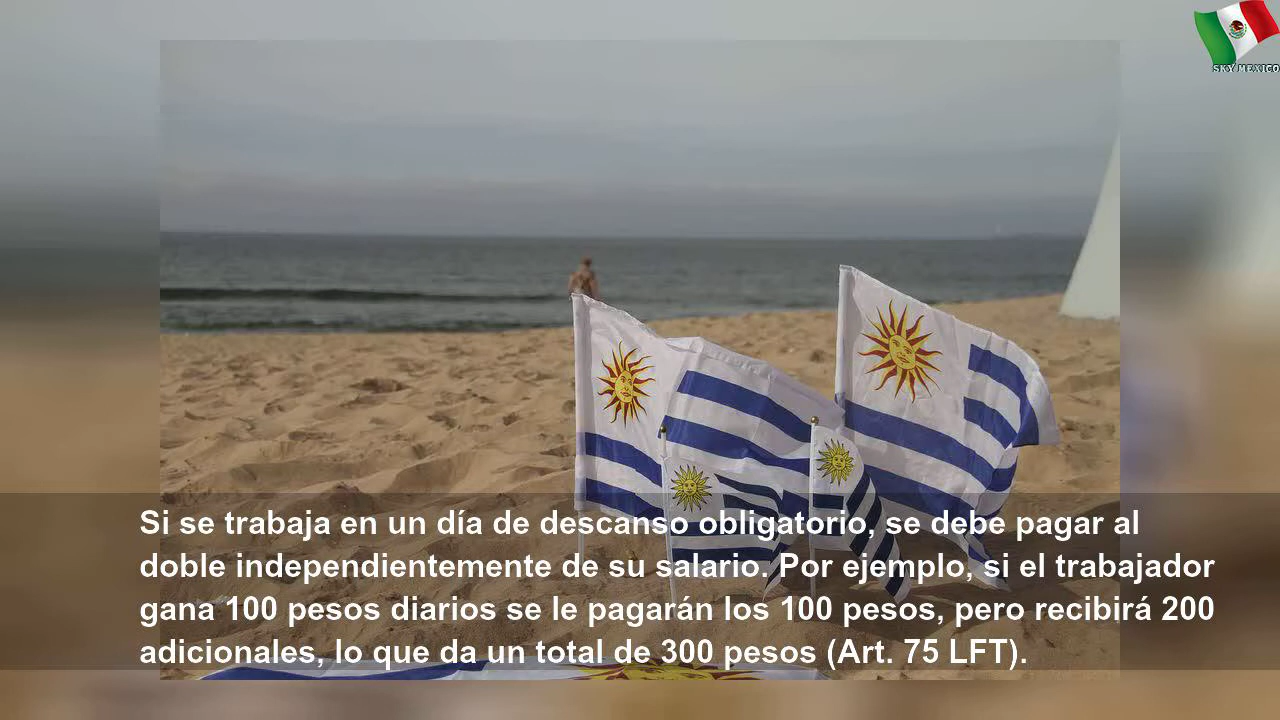 SKY MEXICO
Si se trabaja en un día de descanso obligatorio, se debe pagar al
doble independientemente de su salario. Por ejemplo, si el trabajador
gana 100 pesos diarios se le pagarán los 100 pesos, pero recibirá 200
adicionales, lo que da un total de 300 pesos (Art. 75 LFT).